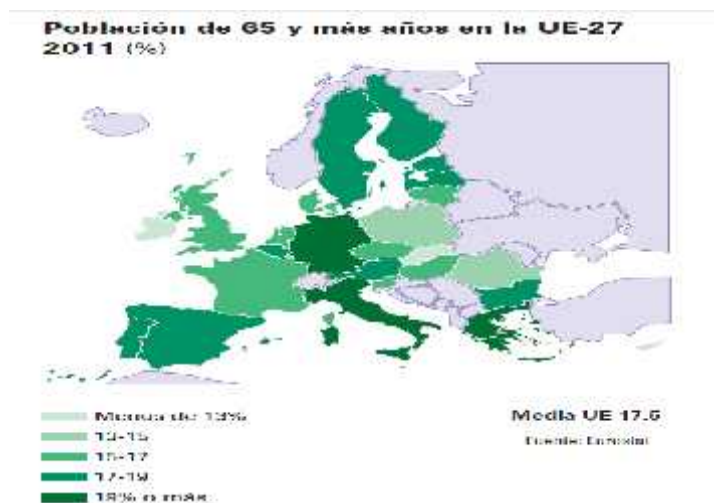 Población de 65 y más años en la UE-27
2011 (%)
Menos de 13%
13-15
15-17
17-19
19% o más
Media UE 17.5
Fuente: Eurostat